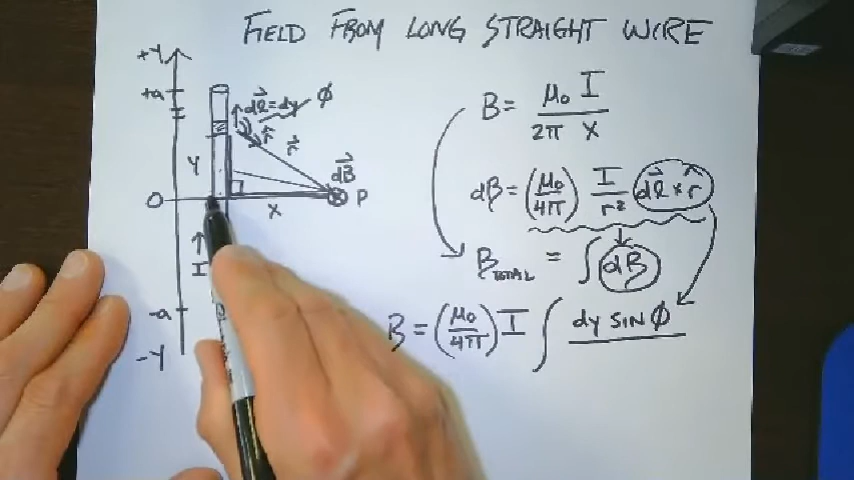 FIELD FROM LONG STRAIGHT WIRE
+Y
+a
dl⃗ = dy
ϕ
r̂
r⃗
Y
dB⃗
O
P
X
I
-a
-Y
B = μ₀/2π I/X
dB = (μ₀/4π) I/r² dl⃗ × r̂
B_TOTAL = ∫ dB
B = (μ₀/4π) I ∫ dy SIN ϕ